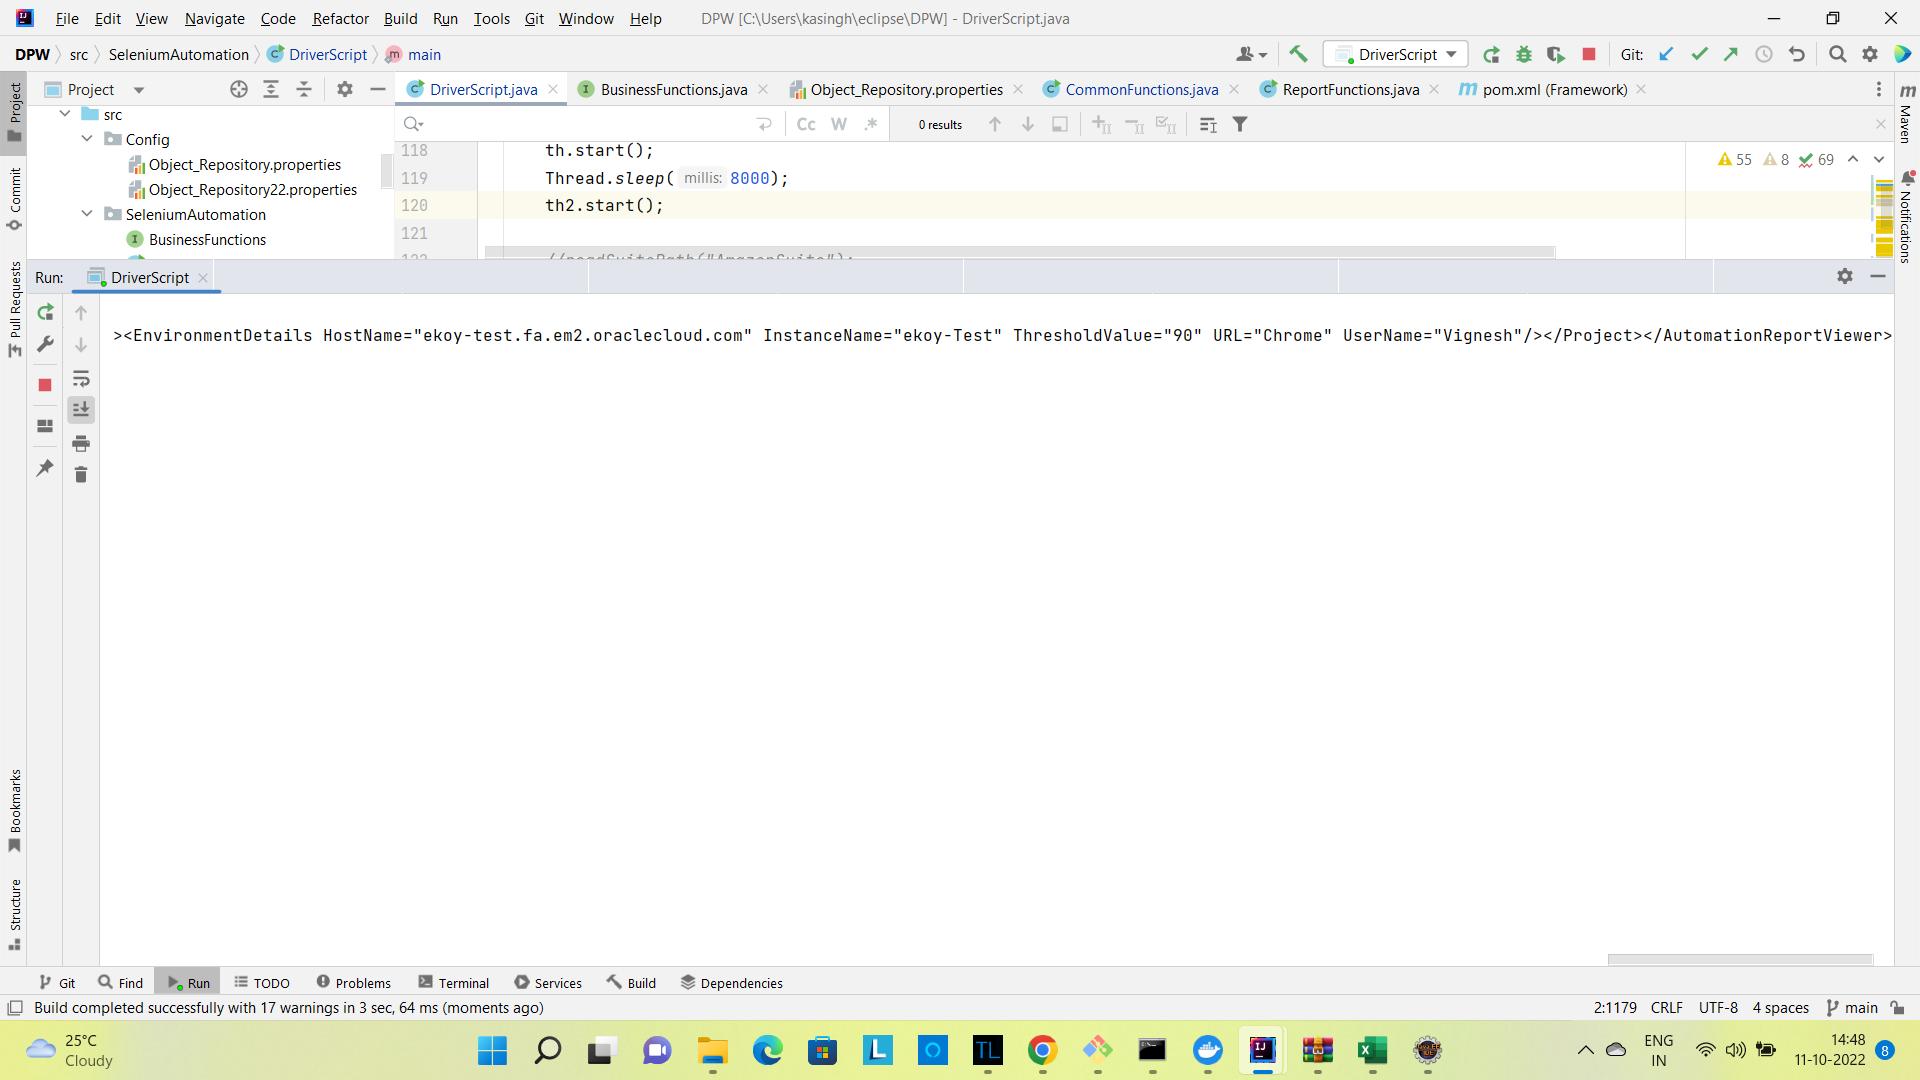 File Edit View Navigate Code Refactor Build Run Tools Git Window Help DPW [C:\Users\kasingh\eclipse\DPW] - DriverScript.java
DPW src SeleniumAutomation DriverScript main DriverScript Git:
Project DriverScript.java BusinessFunctions.java Object_Repository.properties CommonFunctions.java ReportFunctions.java pom.xml (Framework)
src
Cc W .* 0 results
Config
Object_Repository.properties
Object_Repository22.properties
SeleniumAutomation
BusinessFunctions
118 th.start();
119 Thread.sleep( millis: 8000);
120 th2.start();
121
55 8 69
Run: DriverScript
><EnvironmentDetails HostName="ekoy-test.fa.em2.oraclecloud.com" InstanceName="ekoy-Test" ThresholdValue="90" URL="Chrome" UserName="Vignesh"/></Project></AutomationReportViewer>
Project
Commit
Pull Requests
Bookmarks
Structure
Maven
Notifications
Git Find Run TODO Problems Terminal Services Build Dependencies
Build completed successfully with 17 warnings in 3 sec, 64 ms (moments ago) 2:1179 CRLF UTF-8 4 spaces main
25°C
Cloudy
L
TL
ENG
IN
14:48
11-10-2022
8